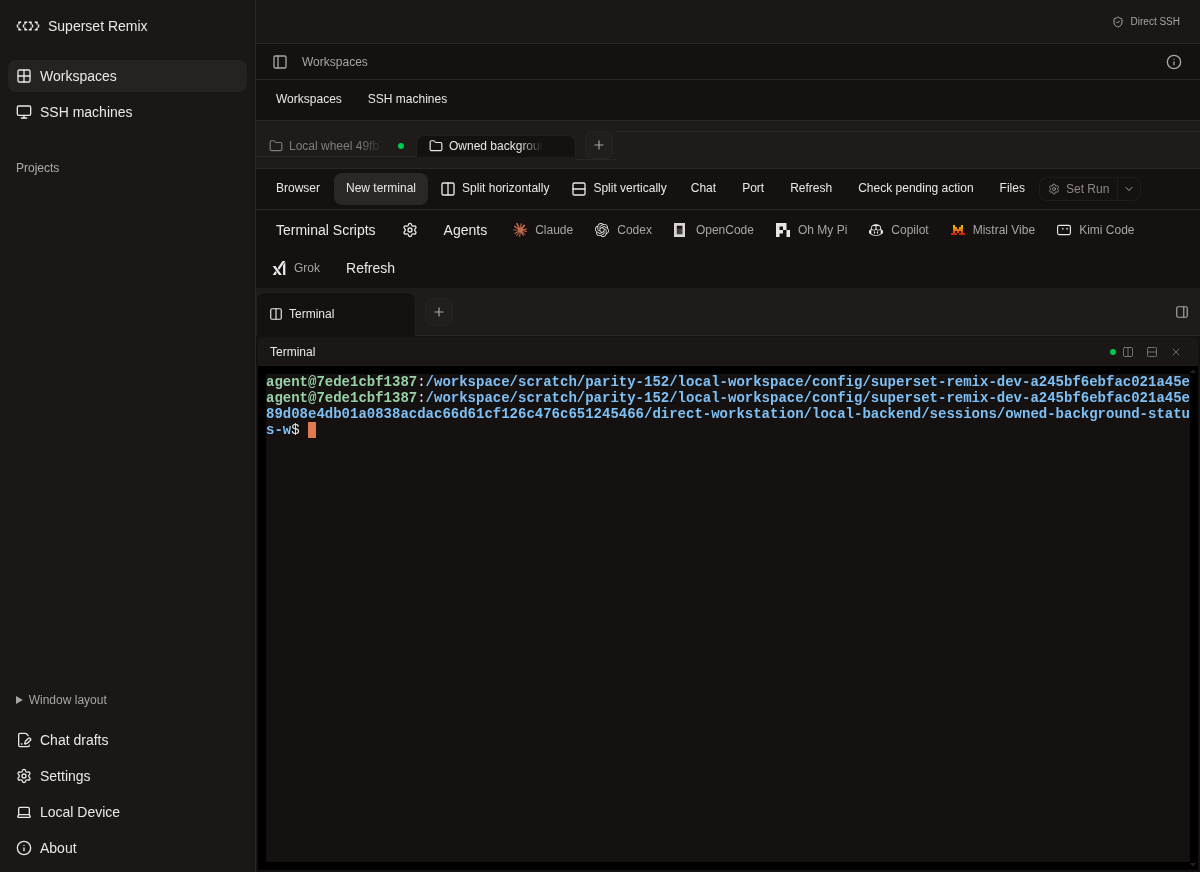 Superset Remix
Direct SSH
Workspaces
SSH machines
Projects
Window layout
Chat drafts
Settings
Local Device
About
Workspaces
Workspaces SSH machines
Local wheel 49fb Owned backgrou
Browser New terminal Split horizontally Split vertically Chat Port Refresh Check pending action Files Set Run
Terminal Scripts Agents Claude Codex OpenCode Oh My Pi Copilot Mistral Vibe Kimi Code
Grok Refresh
Terminal
Terminal
agent@7ede1cbf1387:/workspace/scratch/parity-152/local-workspace/config/superset-remix-dev-a245bf6ebfac021a45e
agent@7ede1cbf1387:/workspace/scratch/parity-152/local-workspace/config/superset-remix-dev-a245bf6ebfac021a45e
89d08e4db01a0838acdac66d61cf126c476c651245466/direct-workstation/local-backend/sessions/owned-background-statu
s-w$